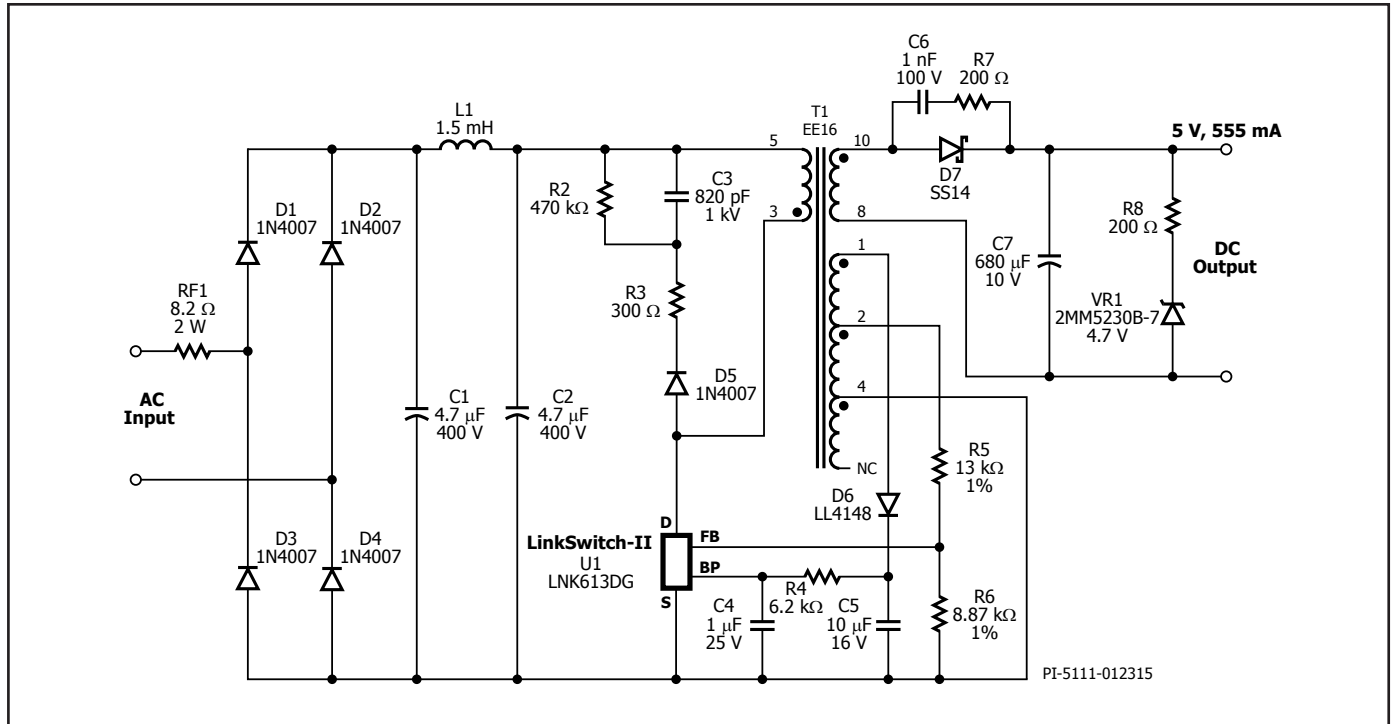 C6
1 nF
100 V
R7
200 Ω
L1
1.5 mH
T1
EE16
5
10
5 V, 555 mA
D7
SS14
R2
470 kΩ
C3
820 pF
1 kV
3
8
R8
200 Ω
D1
1N4007
D2
1N4007
1
C7
680 μF
10 V
DC
Output
RF1
8.2 Ω
2 W
R3
300 Ω
2
VR1
2MM5230B-7
4.7 V
D5
1N4007
4
AC
Input
C1
4.7 μF
400 V
C2
4.7 μF
400 V
NC
R5
13 kΩ
1%
D6
LL4148
D3
1N4007
D4
1N4007
D
LinkSwitch-II
U1
LNK613DG
FB
BP
S
R4
6.2 kΩ
C4
1 μF
25 V
C5
10 μF
16 V
R6
8.87 kΩ
1%
PI-5111-012315